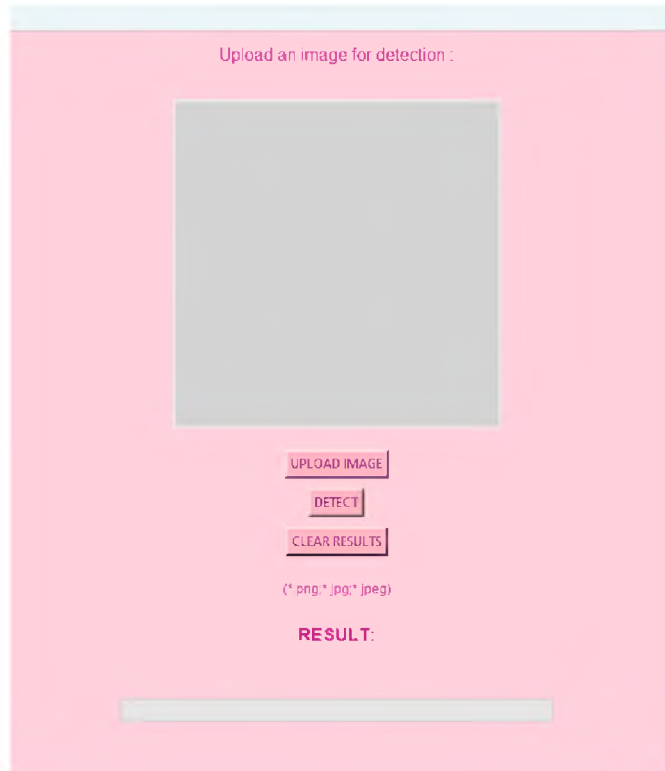 Upload an image for detection :
UPLOAD IMAGE
DETECT
CLEAR RESULTS
(*.png;*.jpg;*.jpeg)
RESULT: